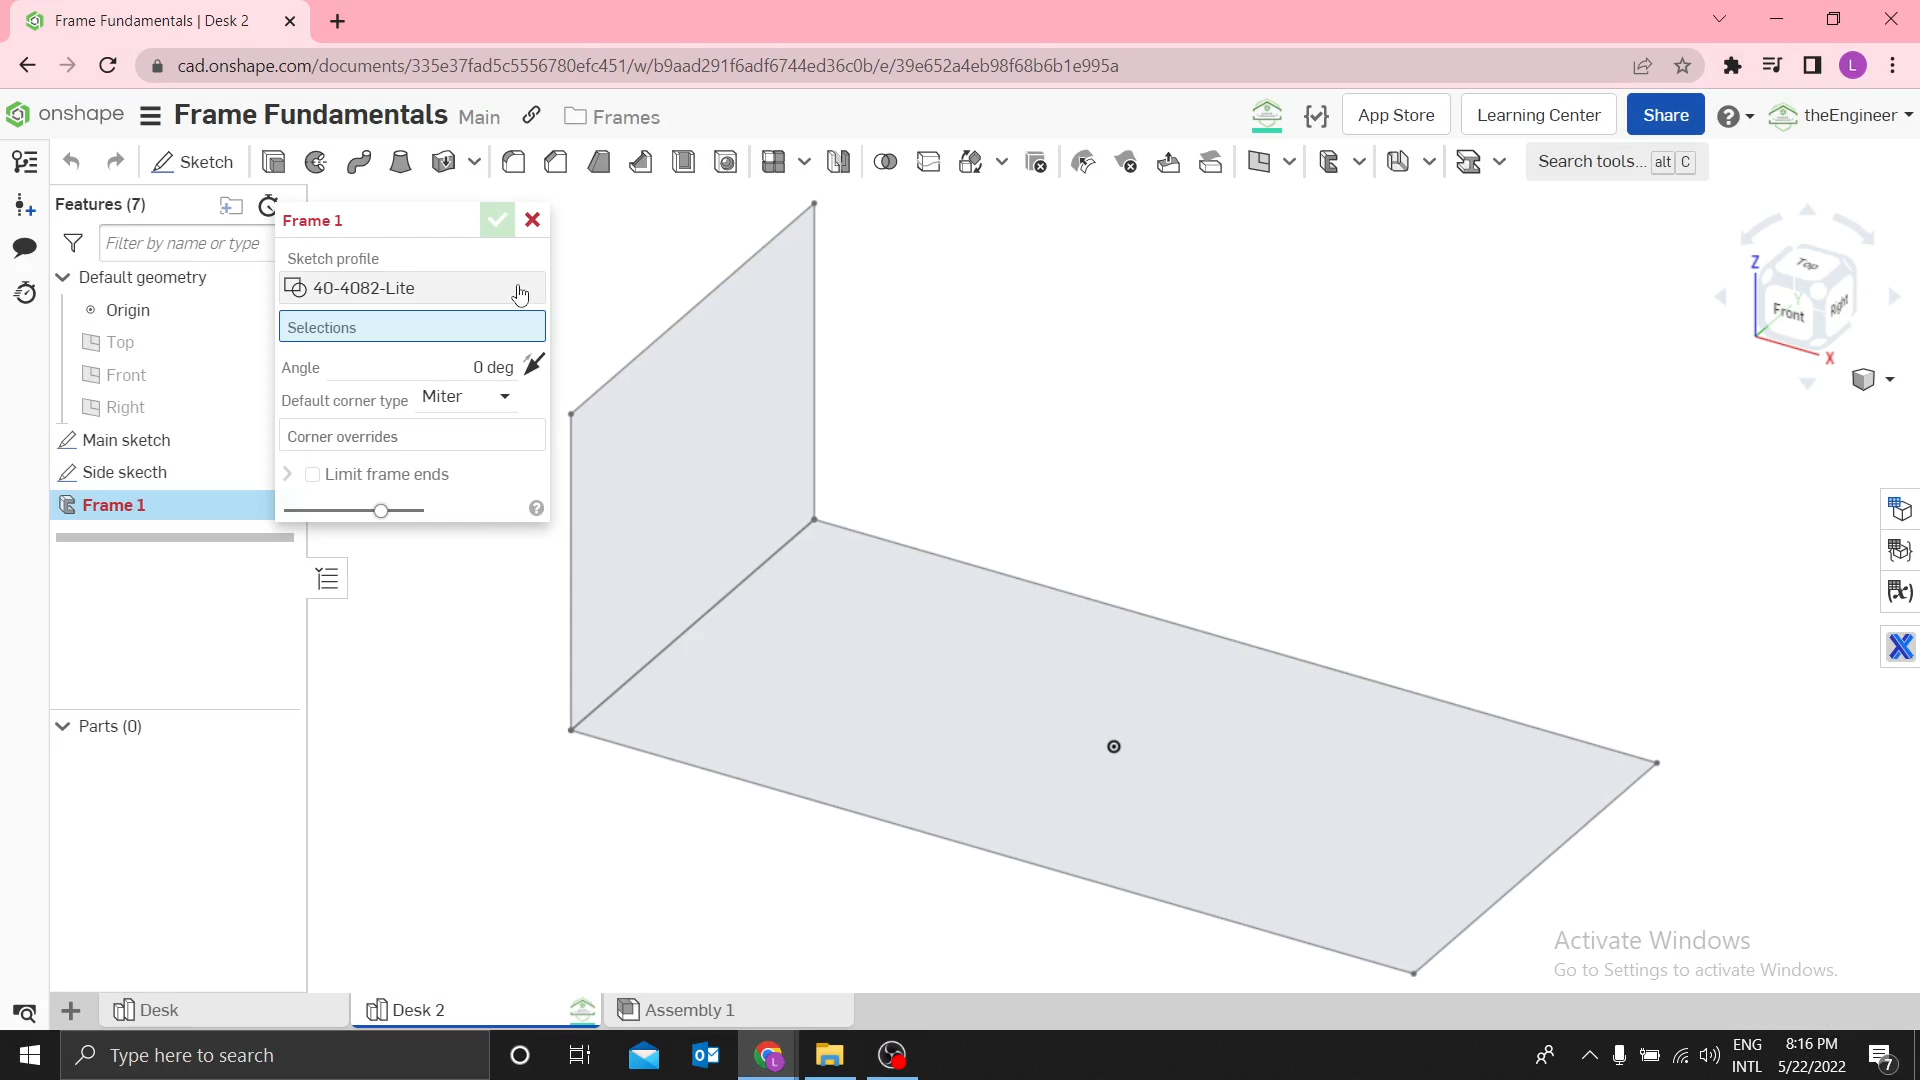 Frame Fundamentals | Desk 2
cad.onshape.com/documents/335e37fad5c5556780efc451/w/b9aad291f6adf6744ed36c0b/e/39e652a4eb98f68b6b1e995a
L
onshape
Frame Fundamentals Main
Frames
App Store
Learning Center
Share
theEngineer
Sketch
Search tools... alt C
Features (7)
Filter by name or type
Default geometry
Origin
Top
Front
Right
Main sketch
Side skecth
Frame 1
Frame 1
Sketch profile
40-4082-Lite
Selections
Angle 0 deg
Default corner type Miter
Corner overrides
Limit frame ends
Z
Top
Y
Front
Right
X
Parts (0)
Activate Windows
Go to Settings to activate Windows.
Desk
Desk 2
Assembly 1
Type here to search
L
ENG
INTL
8:16 PM
5/22/2022
7